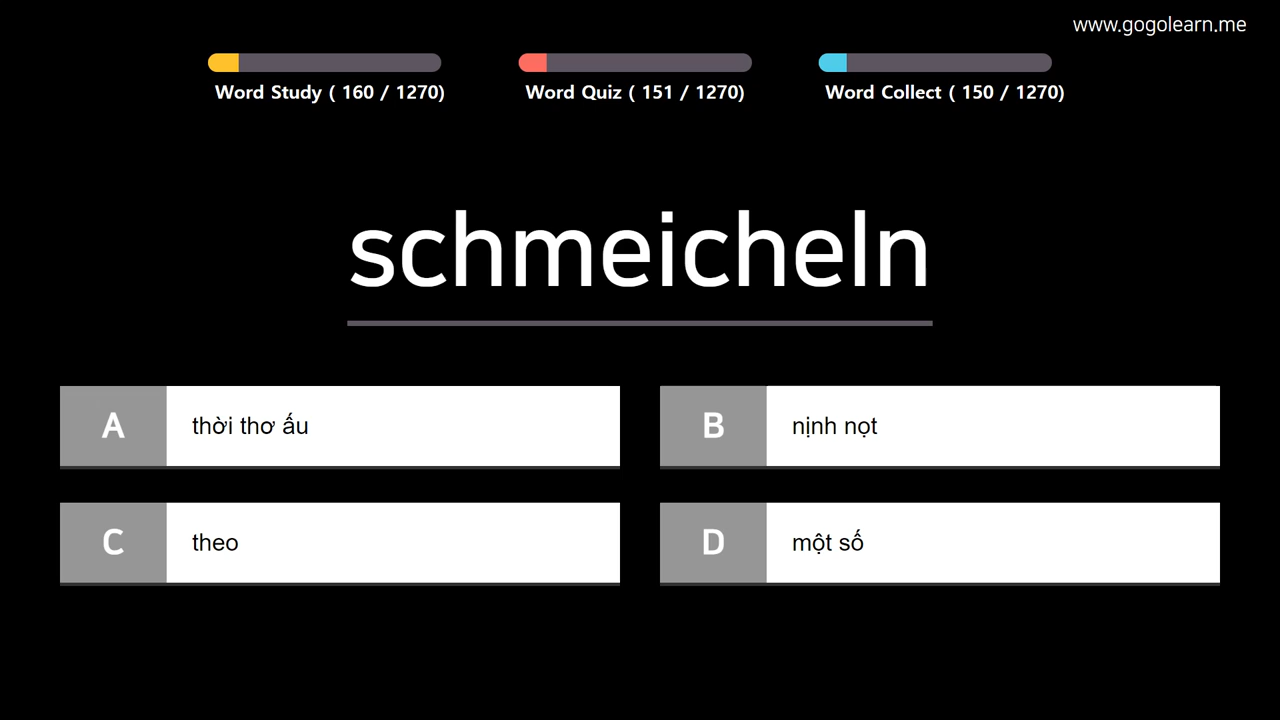 www.gogolearn.me
Word Study ( 160 / 1270)
Word Quiz ( 151 / 1270)
Word Collect ( 150 / 1270)
schmeicheln
A thời thơ ấu
B nịnh nọt
C theo
D một số